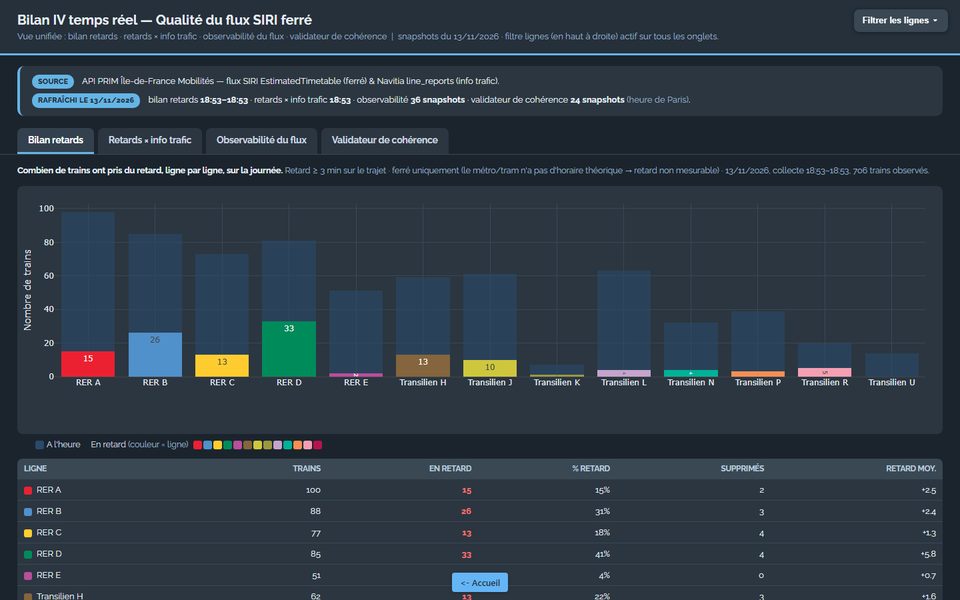 Bilan IV temps réel — Qualité du flux SIRI ferré
Filtrer les lignes
Vue unifiée : bilan retards · retards × info trafic · observabilité du flux · validateur de cohérence | snapshots du 13/11/2026 · filtre lignes (en haut à droite) actif sur tous les onglets.
SOURCE API PRIM Île-de-France Mobilités — flux SIRI EstimatedTimetable (ferré) & Navitia line_reports (info trafic).
RAFRAÎCHI LE 13/11/2026 bilan retards 18:53–18:53 · retards × info trafic 18:53 · observabilité 36 snapshots · validateur de cohérence 24 snapshots (heure de Paris).
Bilan retards Retards × info trafic Observabilité du flux Validateur de cohérence
Combien de trains ont pris du retard, ligne par ligne, sur la journée. Retard ≥ 3 min sur le trajet · ferré uniquement (le métro/tram n'a pas d'horaire théorique → retard non mesurable) · 13/11/2026, collecte 18:53–18:53, 706 trains observés.
Nombre de trains
100
80
60
40
20
0
15 26 13 33 2 13 10 4 4 5
RER A RER B RER C RER D RER E Transilien H Transilien J Transilien K Transilien L Transilien N Transilien P Transilien R Transilien U
A l'heure En retard (couleur = ligne)
LIGNE TRAINS EN RETARD % RETARD SUPPRIMÉS RETARD MOY.
RER A 100 15 15% 2 +2.5
RER B 88 26 31% 3 +2.4
RER C 77 13 18% 4 +1.3
RER D 85 33 41% 4 +5.8
RER E 51 4% 0 +0.7
<- Accueil
Transilien H 62 13 22% 3 +1.6